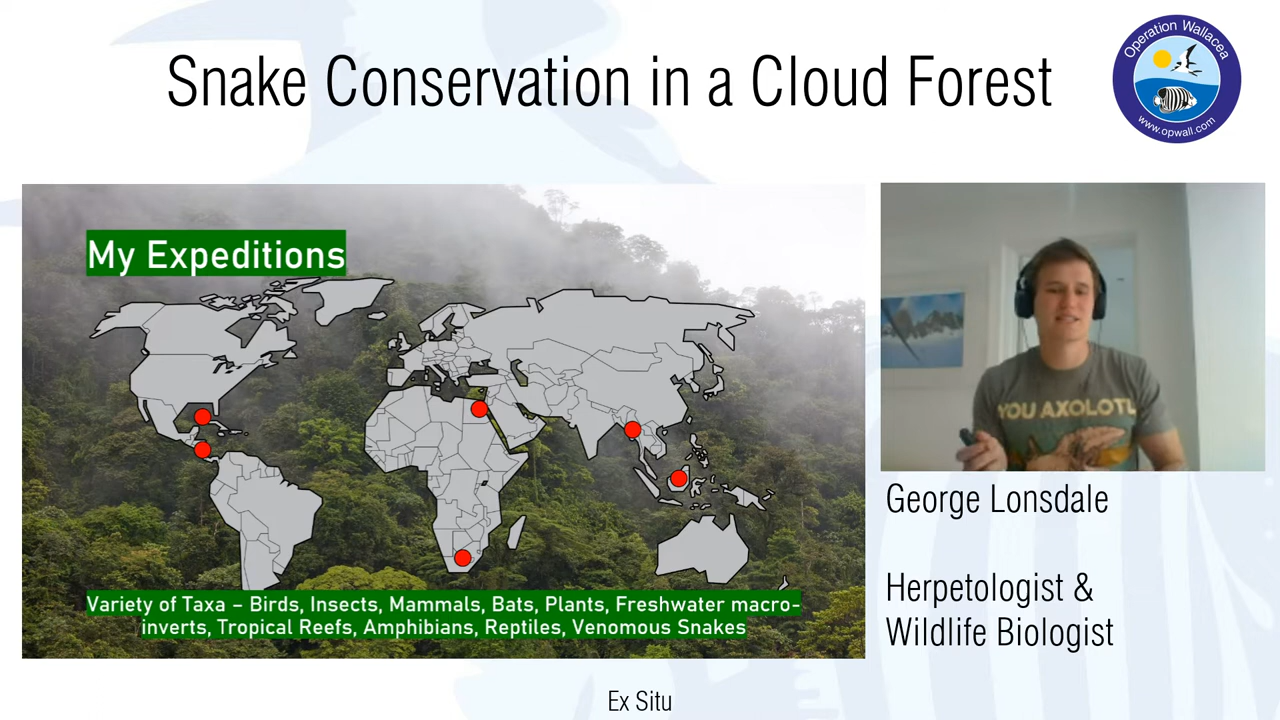 Snake Conservation in a Cloud Forest
Operation Wallacea
www.opwall.com
My Expeditions
Variety of Taxa – Birds, Insects, Mammals, Bats, Plants, Freshwater macro-
inverts, Tropical Reefs, Amphibians, Reptiles, Venomous Snakes
YOU AXOLOTL
George Lonsdale
Herpetologist &
Wildlife Biologist
Ex Situ